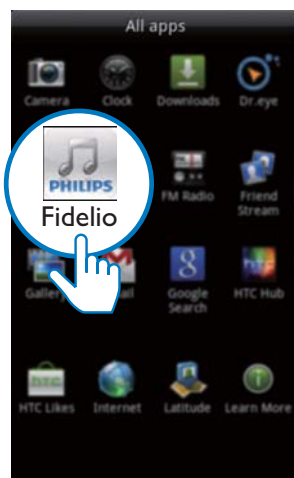 All apps
Camera
Clock
Downloads
Dr.eye
PHILIPS
Fidelio
FM Radio
Friend
Stream
Gallery
Google
Search
HTC Hub
HTC Likes
Internet
Latitude
Learn More